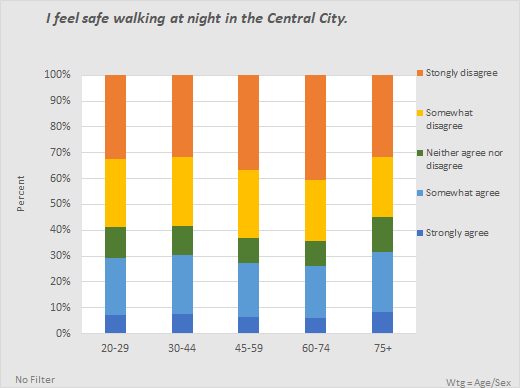 I feel safe walking at night in the Central City.
100%
90%
80%
70%
60%
50%
40%
30%
20%
10%
0%
Percent
20-29
30-44
45-59
60-74
75+
Stongly disagree
Somewhat
disagree
Neither agree nor
disagree
Somewhat agree
Strongly agree
No Filter
Wtg = Age/Sex